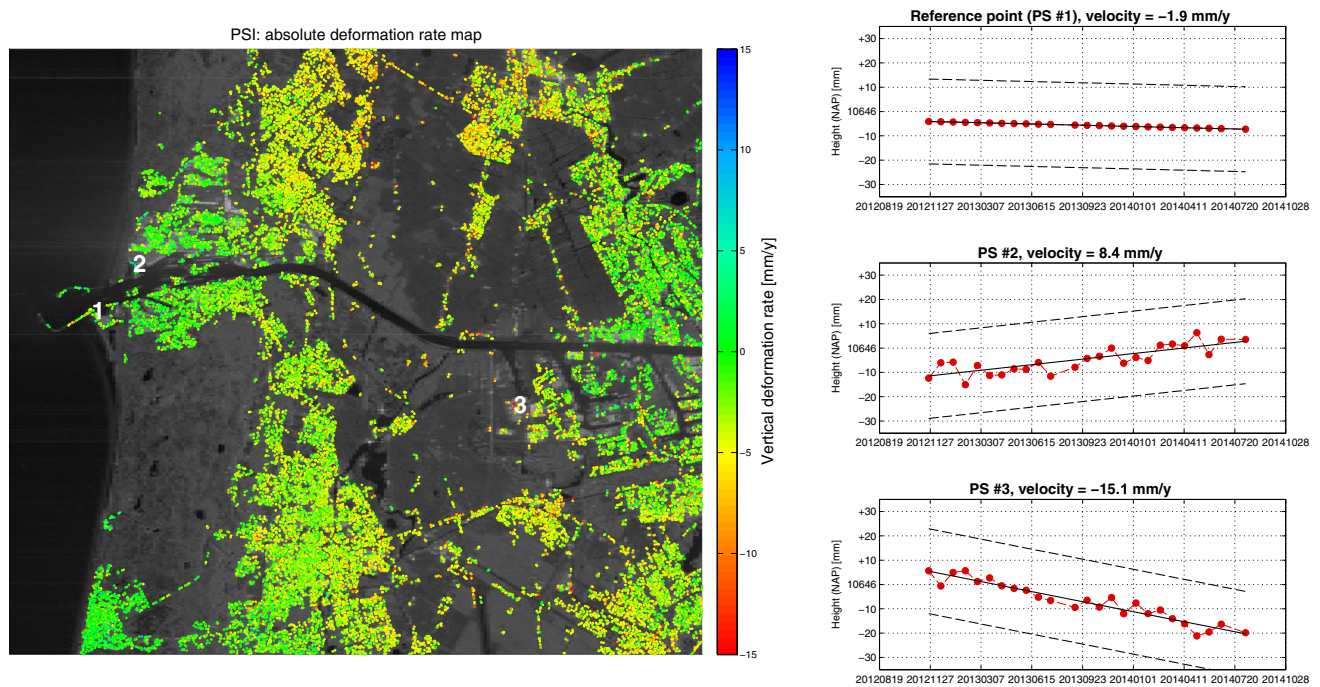 PSI: absolute deformation rate map
2
1
3
15
10
5
0
−5
−10
−15
Vertical deformation rate [mm/y]
Reference point (PS #1), velocity = −1.9 mm/y
Height (NAP) [mm]
+30
+20
+10
10646
−10
−20
−30
20120819 20121127 20130307 20130615 20130923 20140101 20140411 20140720 20141028
PS #2, velocity = 8.4 mm/y
Height (NAP) [mm]
+30
+20
+10
10646
−10
−20
−30
20120819 20121127 20130307 20130615 20130923 20140101 20140411 20140720 20141028
PS #3, velocity = −15.1 mm/y
Height (NAP) [mm]
+30
+20
+10
10646
−10
−20
−30
20120819 20121127 20130307 20130615 20130923 20140101 20140411 20140720 20141028